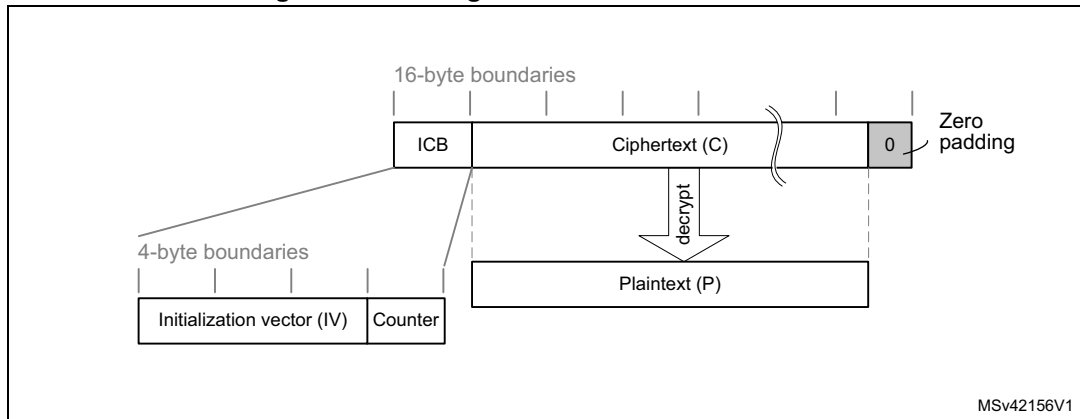 16-byte boundaries
ICB
Ciphertext (C)
0
Zero
padding
decrypt
4-byte boundaries
Initialization vector (IV)
Counter
Plaintext (P)
MSv42156V1